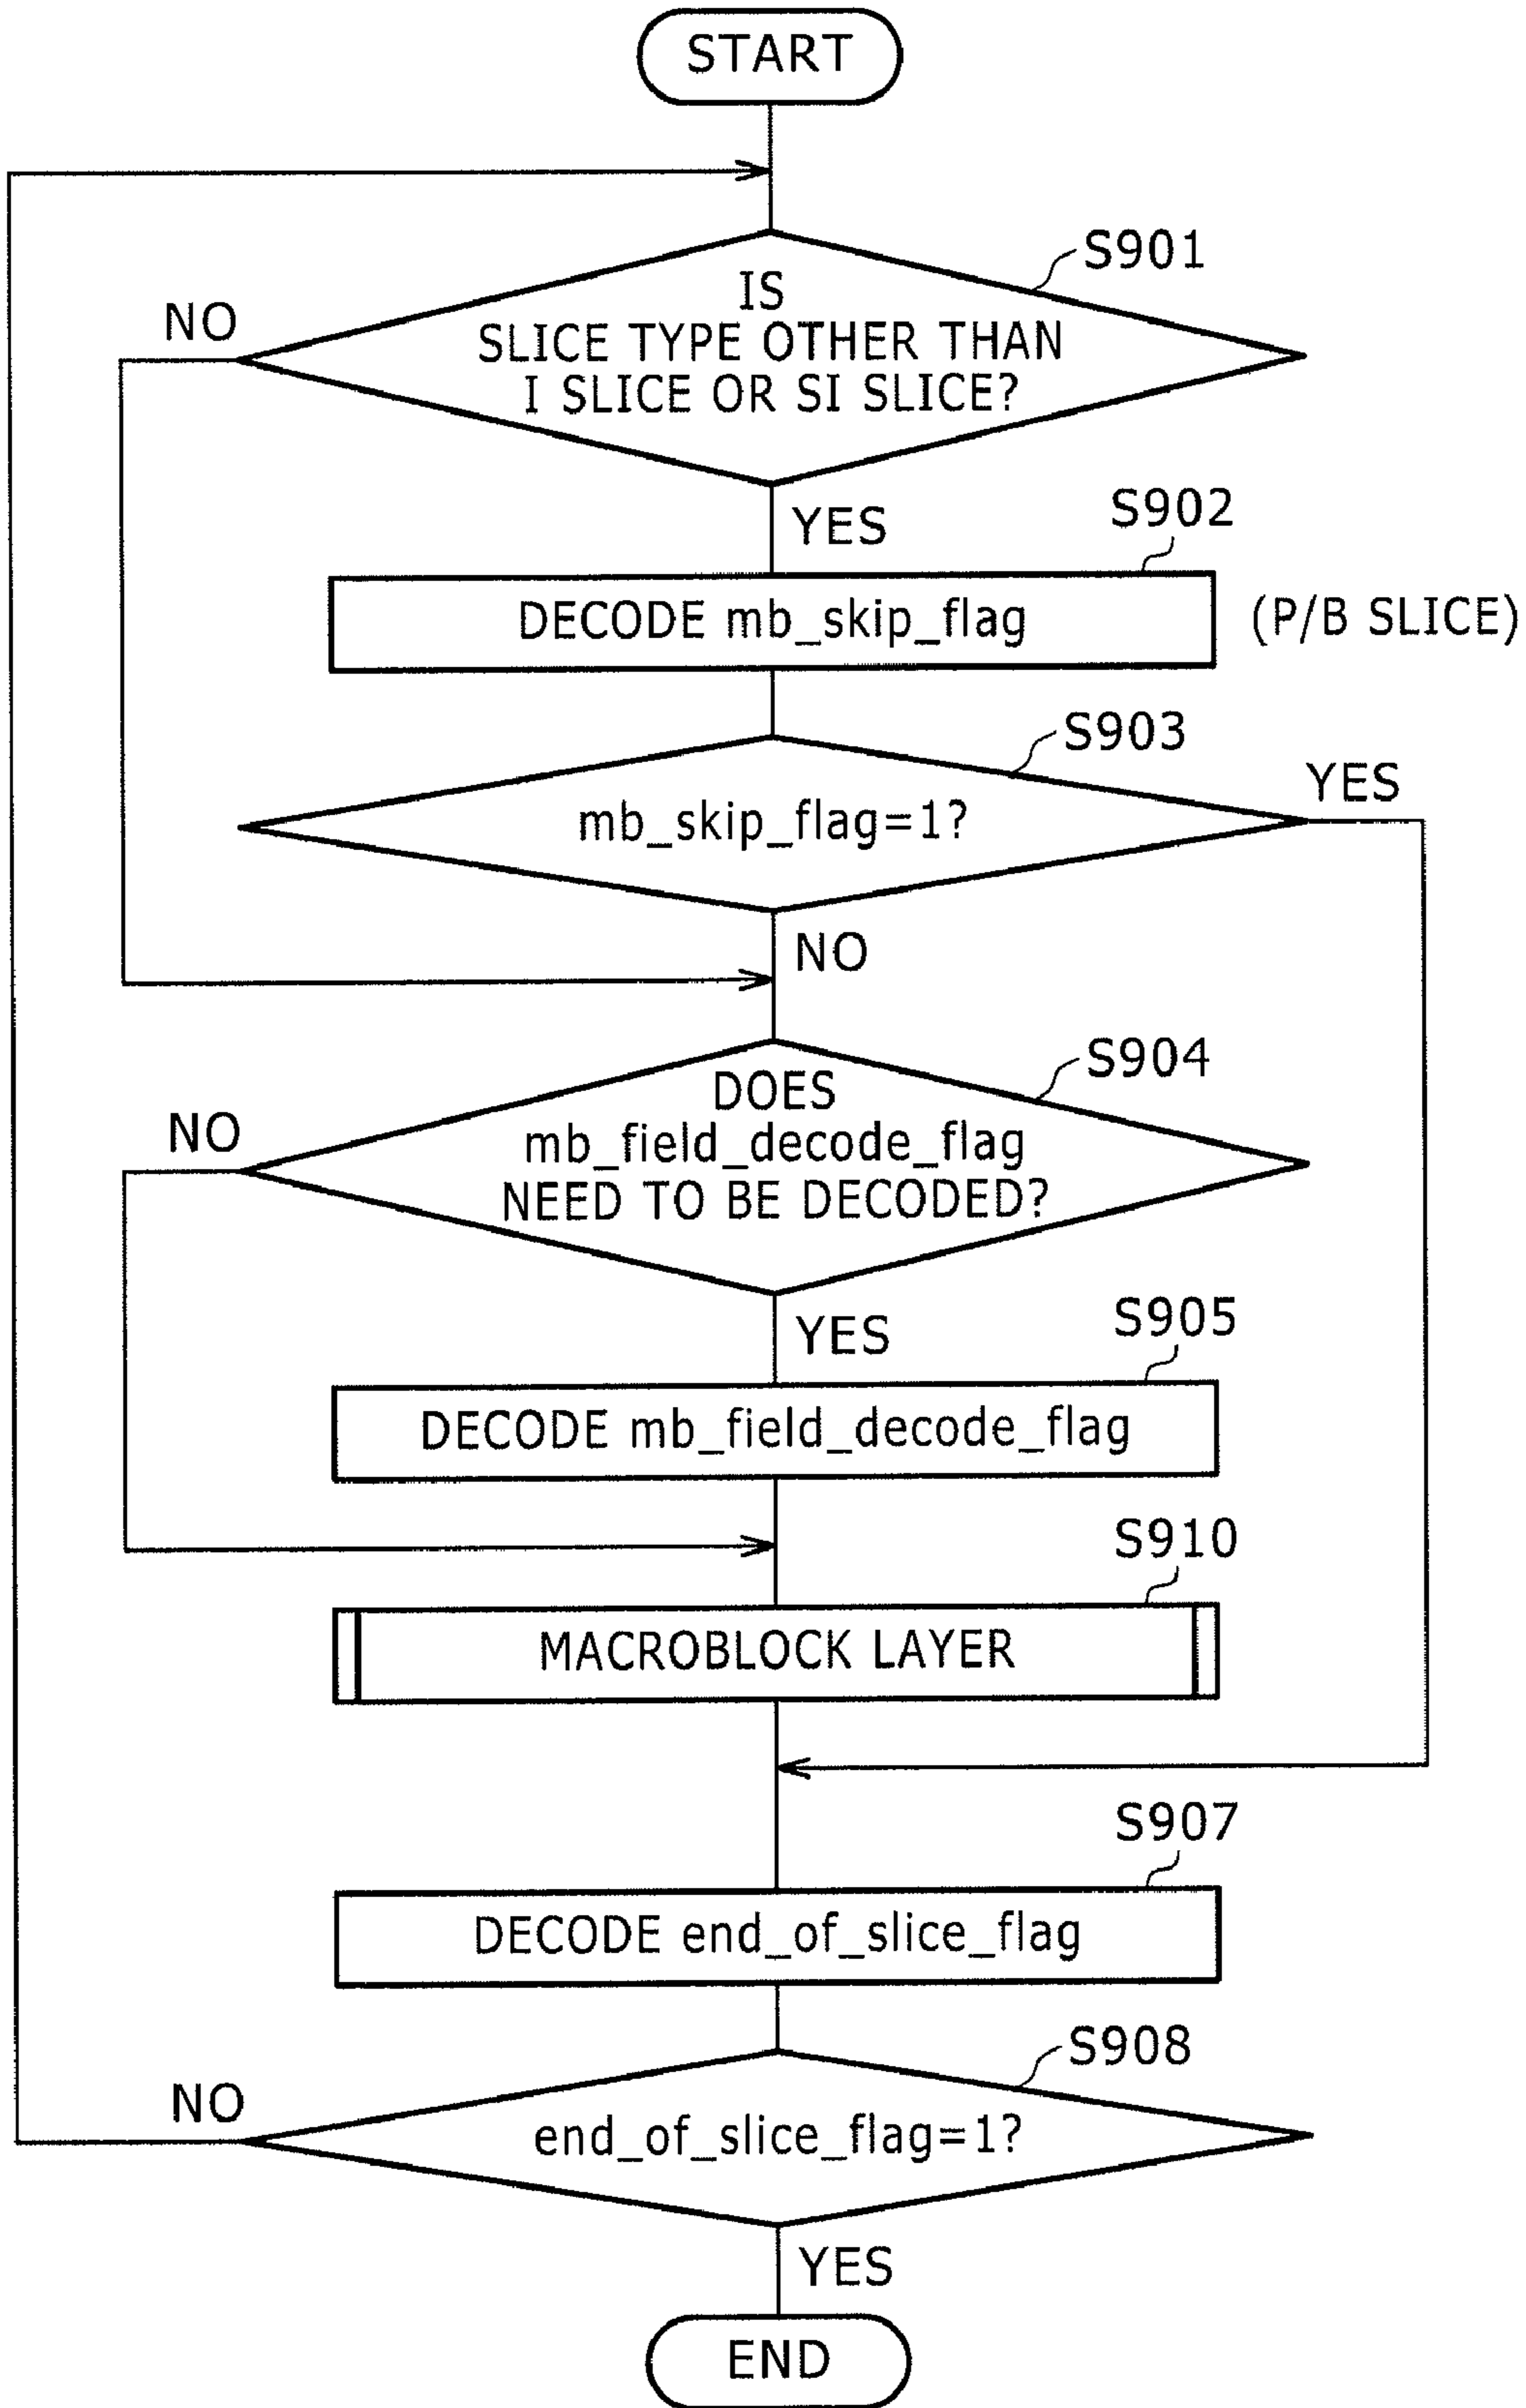 START
S901
IS
NO
SLICE TYPE OTHER THAN
I SLICE OR SI SLICE?
YES
S902
DECODE mb_skip_flag
(P/B SLICE)
S903
YES
mb_skip_flag=1?
NO
S904
DOES
NO
mb_field_decode_flag
NEED TO BE DECODED?
YES
S905
DECODE mb_field_decode_flag
S910
MACROBLOCK LAYER
S907
DECODE end_of_slice_flag
S908
NO
end_of_slice_flag=1?
YES
END